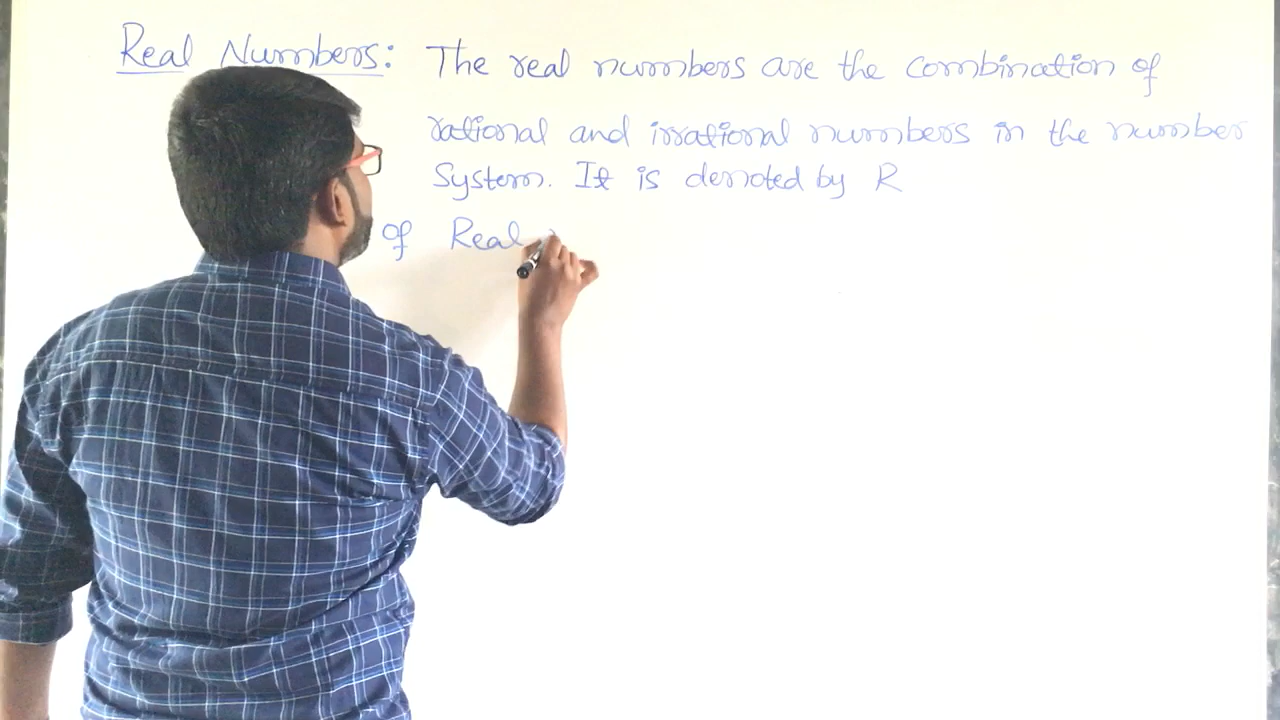 Real Numbers: The real numbers are the combination of
rational and irrational numbers in the number
System. It is denoted by R
of Real